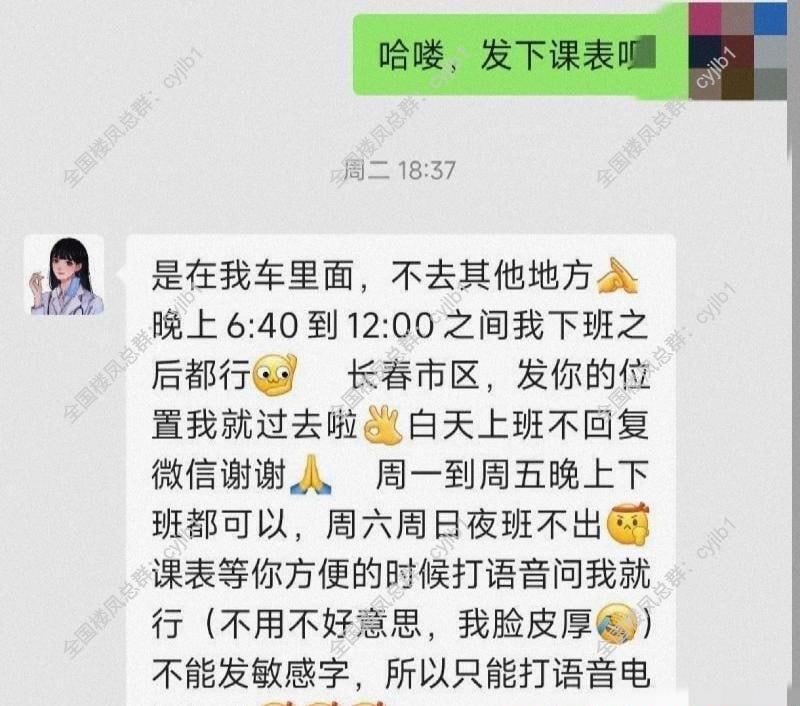 哈喽，发下课表
周二 18:37
是在我车里面，不去其他地方
晚上 6:40 到 12:00 之间我下班之
后都行 长春市区，发你的位
置我就过去啦 白天上班不回复
微信谢谢 周一到周五晚上下
班都可以，周六周日夜班不出
课表等你方便的时候打语音问我就
行（不用不好意思，我脸皮厚）
不能发敏感字，所以只能打语音电
全国楼凤总群：cyjlb1
全国楼凤总群：cyjlb1
全国楼凤总群：cyjlb1
全国楼凤总群：cyjlb1
全国楼凤总群：cyjlb1
全国楼凤总群：cyjlb1
全国楼凤总群：cyjlb1
全国楼凤总群：cyjlb1
全国楼凤总群：cyjlb1